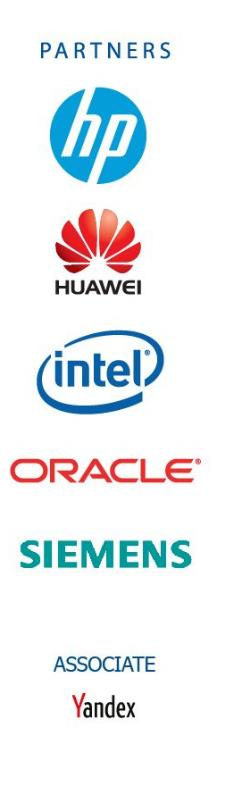 PARTNERS
hp
HUAWEI
intel®
ORACLE®
SIEMENS
ASSOCIATE
Yandex